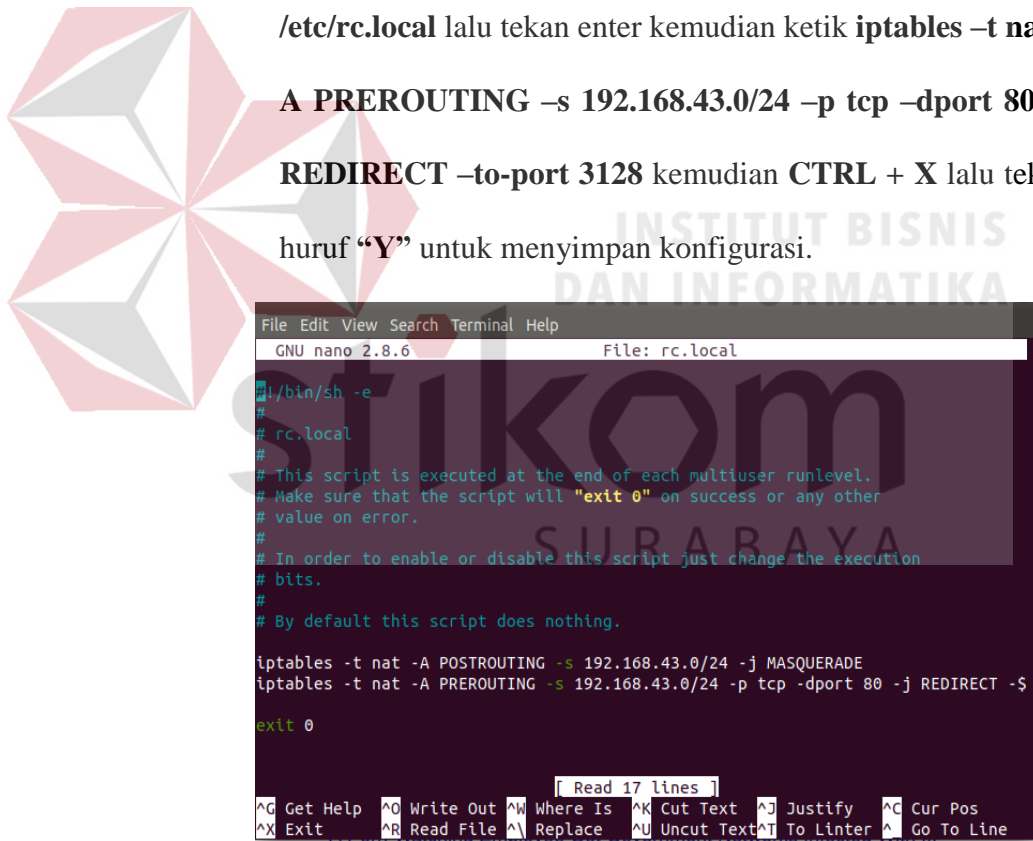 /etc/rc.local lalu tekan enter kemudian ketik iptables –t
A PREROUTING –s 192.168.43.0/24 –p tcp –dport 80
REDIRECT –to-port 3128 kemudian CTRL + X lalu
huruf “Y” untuk menyimpan konfigurasi.
INSTITUT BISNIS
DAN INFORMATIKA
stikom
SURABAYA
File Edit View Search Terminal Help
GNU nano 2.8.6 File: rc.local
#!/bin/sh -e
#
# rc.local
#
# This script is executed at the end of each multiuser runlevel.
# Make sure that the script will "exit 0" on success or any other
# value on error.
#
# In order to enable or disable this script just change the execution
# bits.
#
# By default this script does nothing.
iptables -t nat -A POSTROUTING -s 192.168.43.0/24 -j MASQUERADE
iptables -t nat -A PREROUTING -s 192.168.43.0/24 -p tcp -dport 80 -j REDIRECT -$
exit 0
[ Read 17 lines ]
^G Get Help ^O Write Out ^W Where Is ^K Cut Text ^J Justify ^C Cur Pos
^X Exit ^R Read File ^\ Replace ^U Uncut Text ^T To Linter ^_ Go To Line